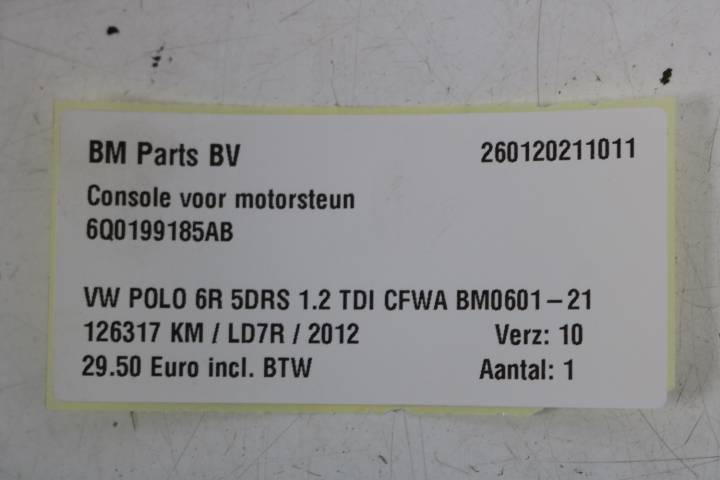 BM Parts BV 260120211011
Console voor motorsteun
6Q0199185AB
VW POLO 6R 5DRS 1.2 TDI CFWA BM0601-21
126317 KM / LD7R / 2012 Verz: 10
29.50 Euro incl. BTW Aantal: 1